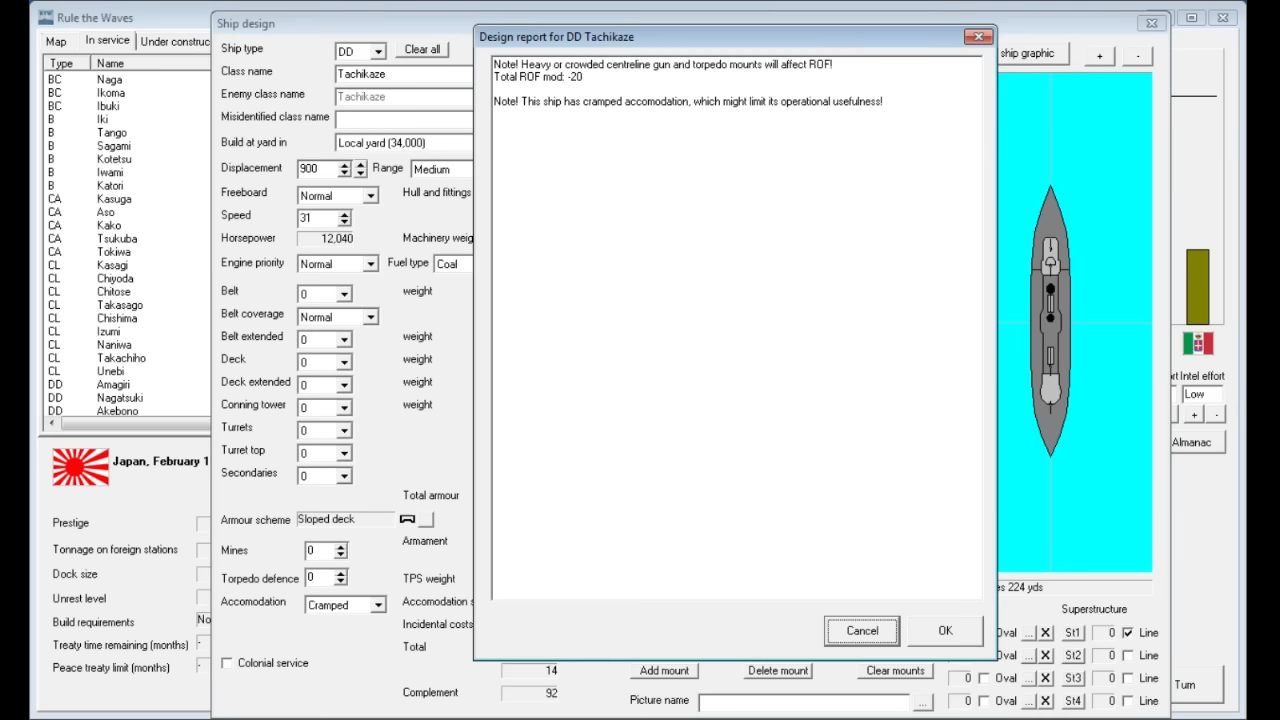 Rule the Waves
Map
In service
Under construc
Type
Name
BC
Naga
BC
Ikoma
BC
Ibuki
B
Iki
B
Tango
B
Sagami
B
Kotetsu
B
Iwami
B
Katori
CA
Kasuga
CA
Aso
CA
Kako
CA
Tsukuba
CA
Tokiwa
CL
Kasagi
CL
Chiyoda
CL
Chitose
CL
Takasago
CL
Chishima
CL
Izumi
CL
Naniwa
CL
Takachiho
CL
Unebi
DD
Amagiri
DD
Nagatsuki
DD
Akebono
Japan, February 1
Prestige
Tonnage on foreign stations
Dock size
Unrest level
Build requirements
No
Treaty time remaining (months)
-
Peace treaty limit (months)
-
Ship design
Ship type
DD
Clear all
Class name
Tachikaze
Enemy class name
Tachikaze
Misidentified class name
Build at yard in
Local yard (34,000)
Displacement
900
Range
Medium
Freeboard
Normal
Hull and fittings
Speed
31
Horsepower
12,040
Machinery weig
Engine priority
Normal
Fuel type
Coal
Belt
0
weight
Belt coverage
Normal
Belt extended
0
weight
Deck
0
weight
Deck extended
0
weight
Conning tower
0
weight
Turrets
0
Turret top
0
Secondaries
0
Total armour
Armour scheme
Sloped deck
Armament
Mines
0
Torpedo defence
0
TPS weight
Accomodation
Cramped
Accomodation s
Incidental costs
Total
Colonial service
14
Complement
92
Design report for DD Tachikaze
Note! Heavy or crowded centreline gun and torpedo mounts will affect ROF!
Total ROF mod: -20
Note! This ship has cramped accomodation, which might limit its operational usefulness!
Cancel
OK
Add mount
Delete mount
Clear mounts
Picture name
...
ship graphic
+
-
es 224 yds
Superstructure
Oval
...
X
St1
0
Line
Oval
...
X
St2
0
Line
0
Oval
...
X
St3
0
Line
0
Oval
...
X
St4
0
Line
rt Intel effort
Low
+
-
Almanac
Turn